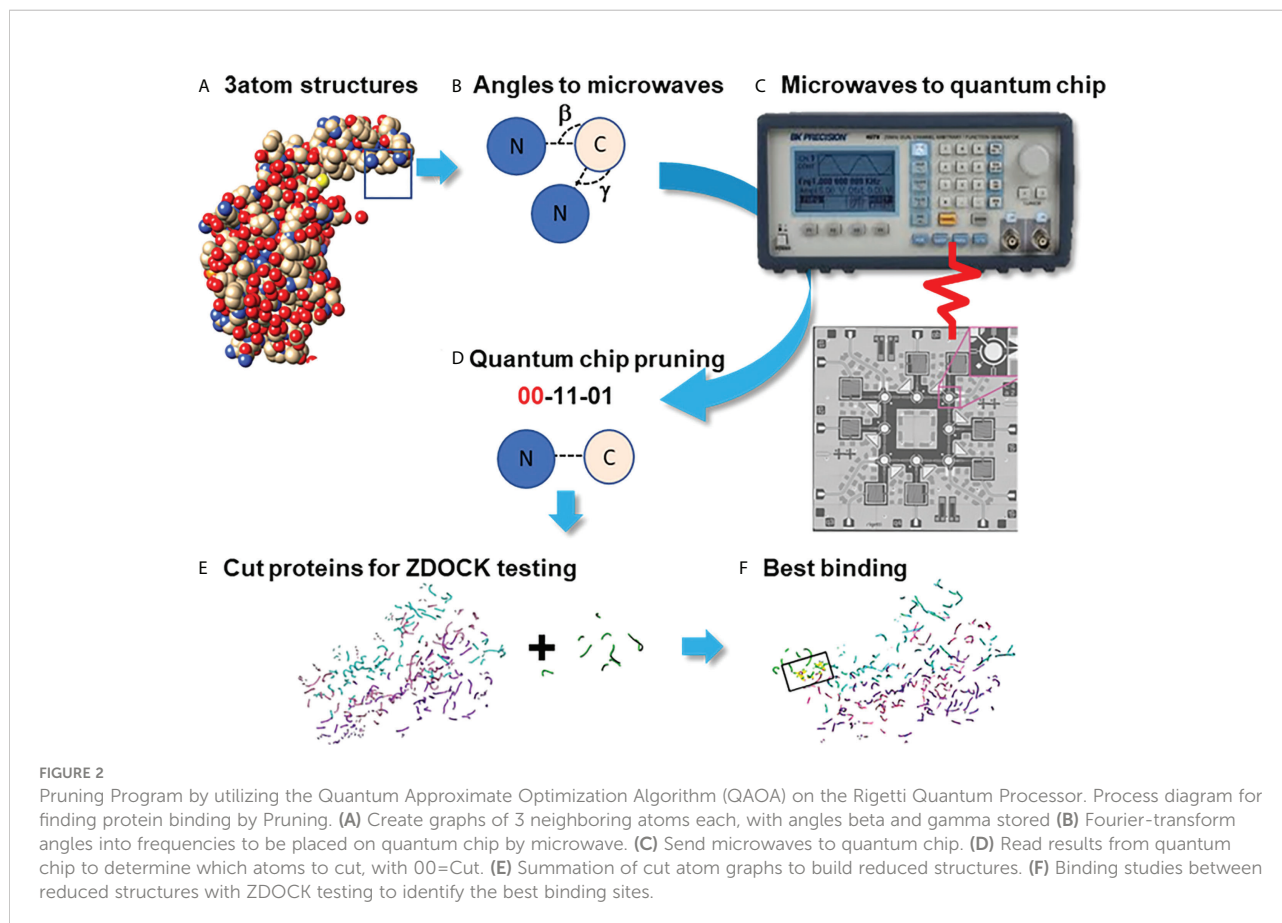 A 3atom structures
B Angles to microwaves
C Microwaves to quantum chip
β
N
C
γ
N
BK PRECISION
D Quantum chip pruning
00-11-01
N
C
E Cut proteins for ZDOCK testing
F Best binding
+
FIGURE 2
Pruning Program by utilizing the Quantum Approximate Optimization Algorithm (QAOA) on the Rigetti Quantum Processor. Process diagram for
finding protein binding by Pruning. (A) Create graphs of 3 neighboring atoms each, with angles beta and gamma stored (B) Fourier-transform
angles into frequencies to be placed on quantum chip by microwave. (C) Send microwaves to quantum chip. (D) Read results from quantum
chip to determine which atoms to cut, with 00=Cut. (E) Summation of cut atom graphs to build reduced structures. (F) Binding studies between
reduced structures with ZDOCK testing to identify the best binding sites.